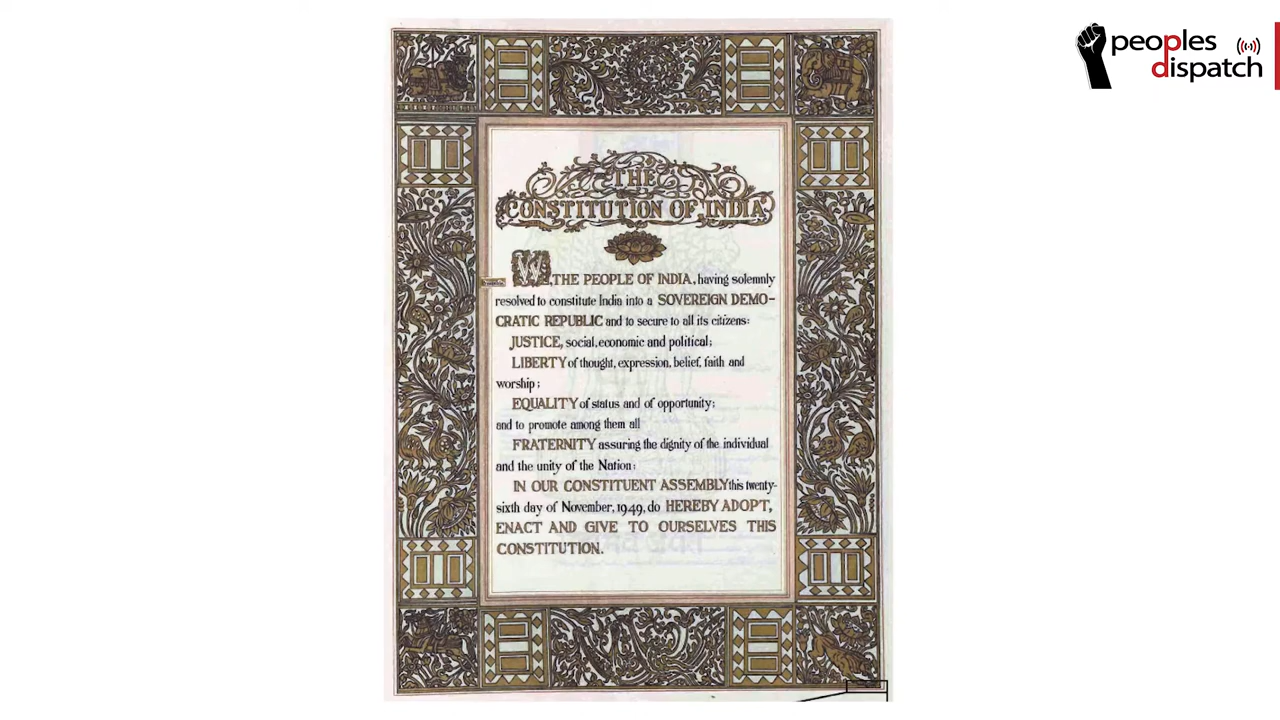 peoples
dispatch
THE
CONSTITUTION OF INDIA
WE, THE PEOPLE OF INDIA, having solemnly
resolved to constitute India into a SOVEREIGN DEMO-
CRATIC REPUBLIC and to secure to all its citizens:
JUSTICE, social, economic and political;
LIBERTY of thought, expression, belief, faith and
worship;
EQUALITY of status and of opportunity;
and to promote among them all
FRATERNITY assuring the dignity of the individual
and the unity of the Nation:
IN OUR CONSTITUENT ASSEMBLY this twenty-
sixth day of November, 1949, do HEREBY ADOPT,
ENACT AND GIVE TO OURSELVES THIS
CONSTITUTION.